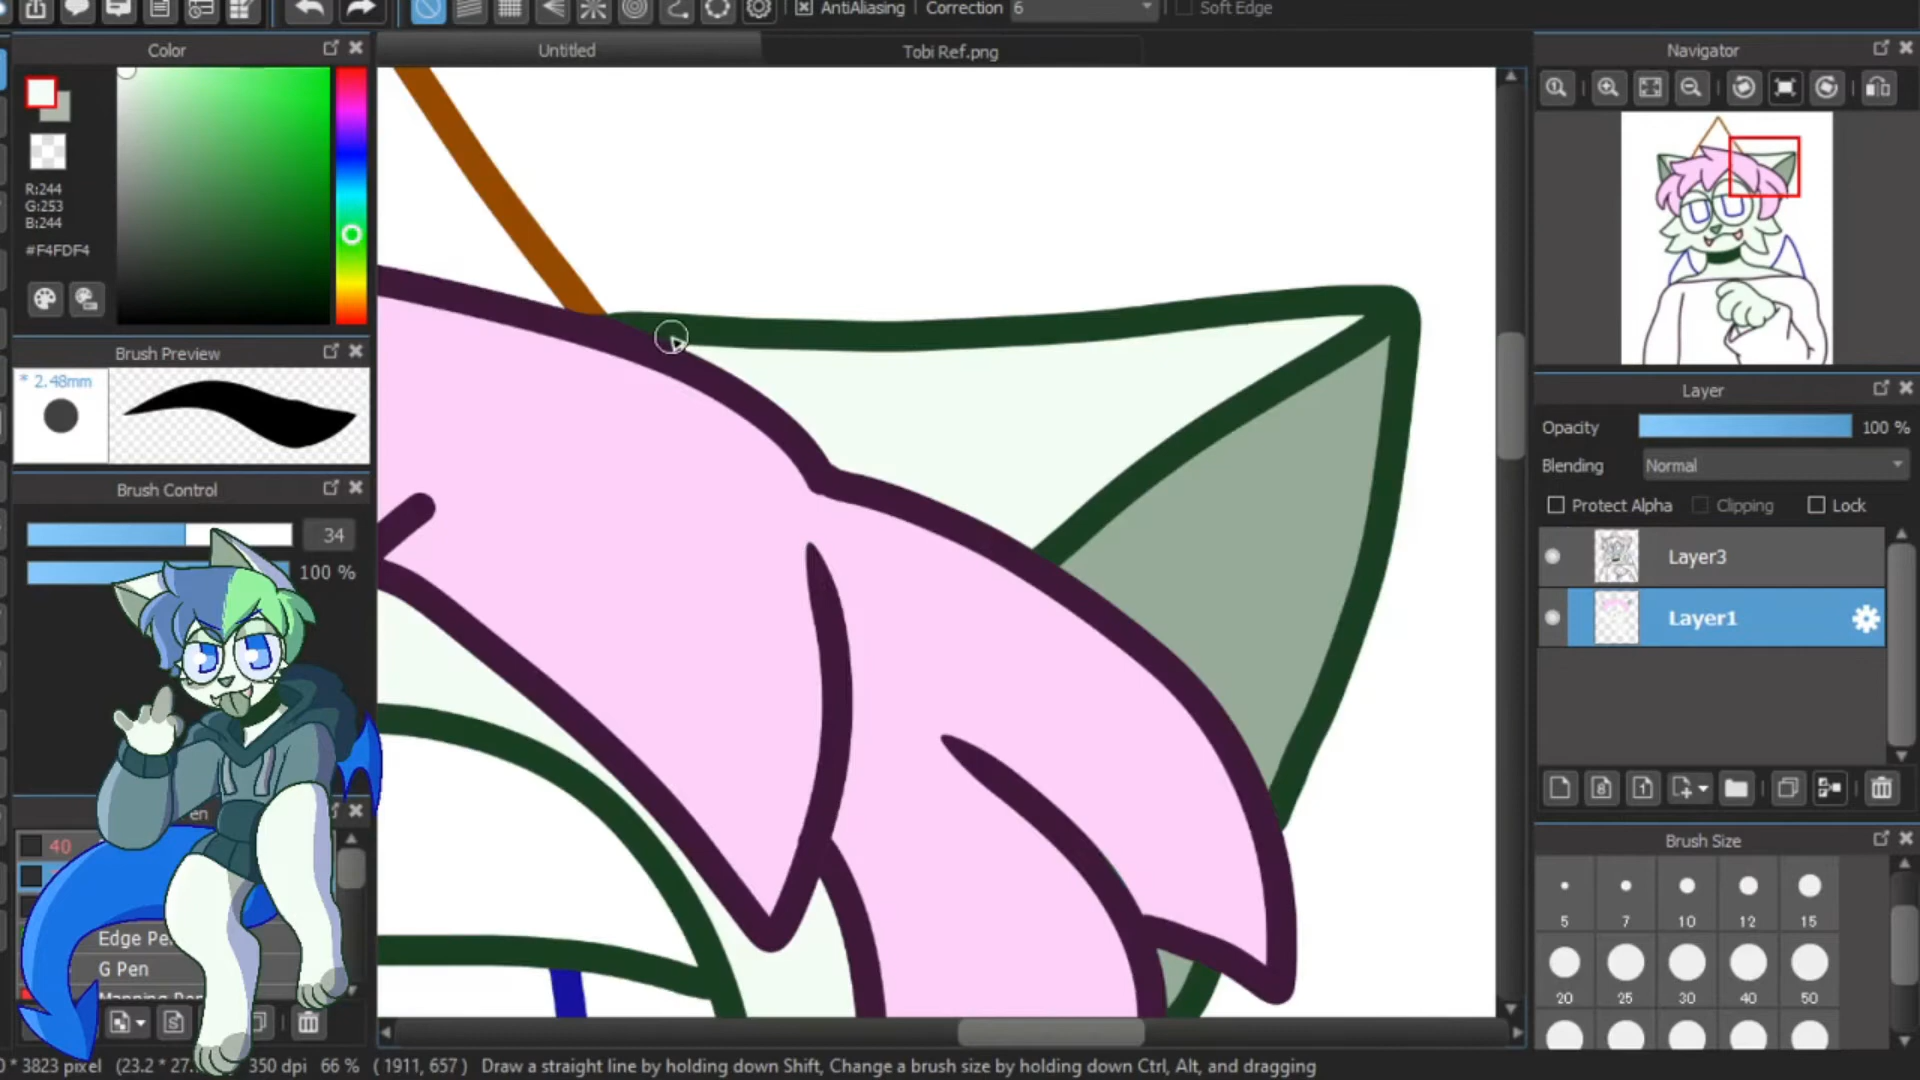 AntiAliasing
Correction 6
Soft Edge
Color
Untitled
Tobi Ref.png
Navigator
R:244
G:253
B:244
#F4FDF4
Brush Preview
* 2.48mm
Layer
Opacity 100 %
Blending Normal
Protect Alpha Clipping Lock
Brush Control
34
100 %
Layer3
Layer1
en
40
Edge Pe
G Pen
Mapping Pe
Brush Size
5 7 10 12 15
20 25 30 40 50
0 * 3823 pixel (23.2 * 27. 350 dpi 66 % ( 1911, 657 ) Draw a straight line by holding down Shift, Change a brush size by holding down Ctrl, Alt, and dragging